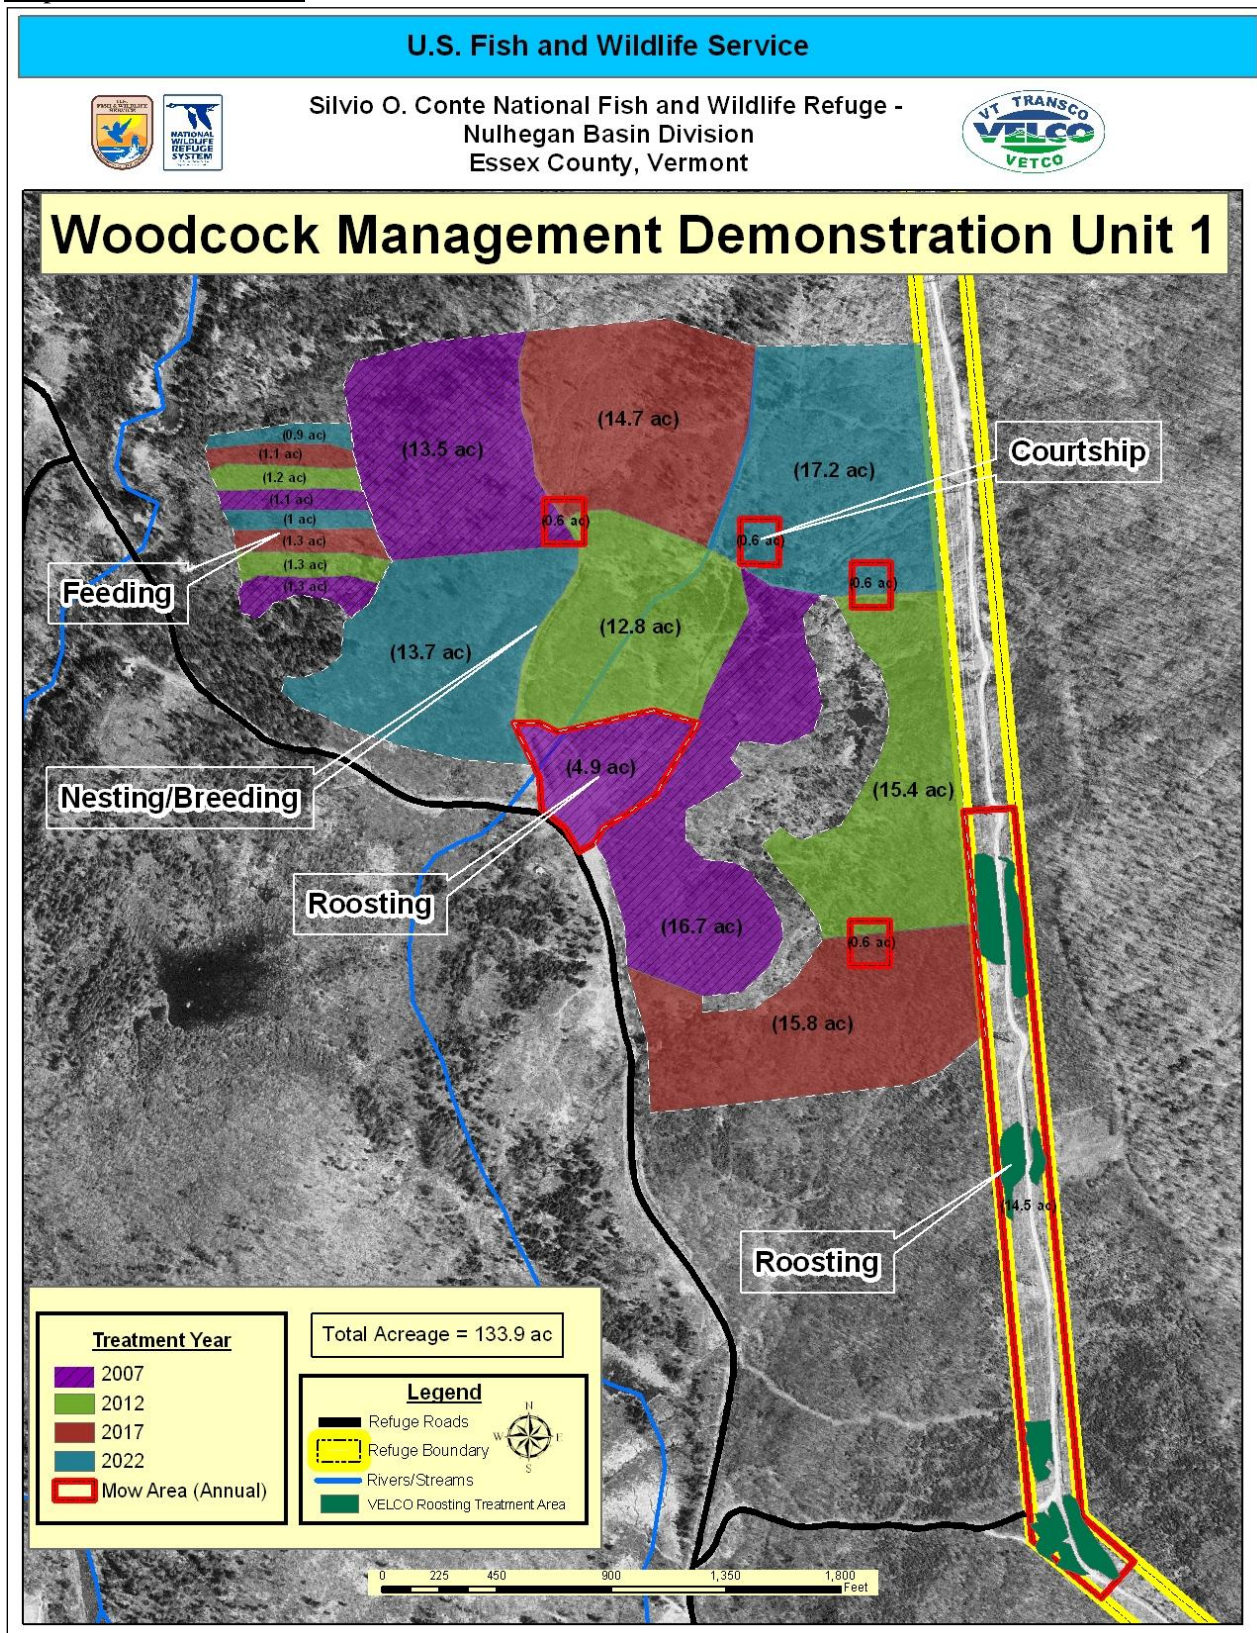 U.S. Fish and Wildlife Service
U.S.
FISH & WILDLIFE
SERVICE
NATIONAL
WILDLIFE
REFUGE
SYSTEM
Silvio O. Conte National Fish and Wildlife Refuge -
Nulhegan Basin Division
Essex County, Vermont
VT TRANSCO
VELCO
VETCO
Woodcock Management Demonstration Unit 1
(14.7 ac)
(13.5 ac)
(17.2 ac)
Courtship
(0.9 ac)
(1.1 ac)
(1.2 ac)
(1.1 ac)
(1 ac)
(1.3 ac)
(1.3 ac)
(1.3 ac)
(0.6 ac)
(0.6 ac)
(0.6 ac)
Feeding
(12.8 ac)
(13.7 ac)
(4.9 ac)
(15.4 ac)
Nesting/Breeding
Roosting
(16.7 ac)
(0.6 ac)
(15.8 ac)
(14.5 ac)
Roosting
Treatment Year
2007
2012
2017
2022
Mow Area (Annual)
Total Acreage = 133.9 ac
Legend
Refuge Roads
Refuge Boundary
Rivers/Streams
VELCO Roosting Treatment Area
N
W E
S
0 225 450 900 1,350 1,800
Feet